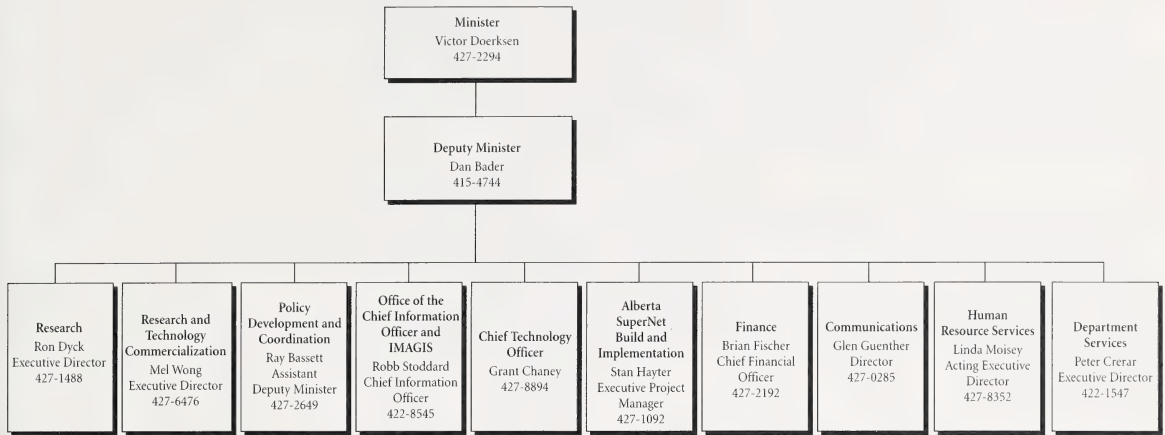 Minister
Victor Doerksen
427-2294
Deputy Minister
Dan Bader
415-4744
Research
Ron Dyck
Executive Director
427-1488
Research and
Technology
Commercialization
Mel Wong
Executive Director
427-6476
Policy
Development and
Coordination
Ray Bassett
Assistant
Deputy Minister
427-2649
Office of the
Chief Information
Officer and
IMAGIS
Robb Stoddard
Chief Information
Officer
422-8545
Chief Technology
Officer
Grant Chaney
427-8894
Alberta
SuperNet
Build and
Implementation
Stan Hayter
Executive Project
Manager
427-1092
Finance
Brian Fischer
Chief Financial
Officer
427-2192
Communications
Glen Guenther
Director
427-0285
Human
Resource Services
Linda Moisey
Acting Executive
Director
427-8352
Department
Services
Peter Crerar
Executive Director
422-1547